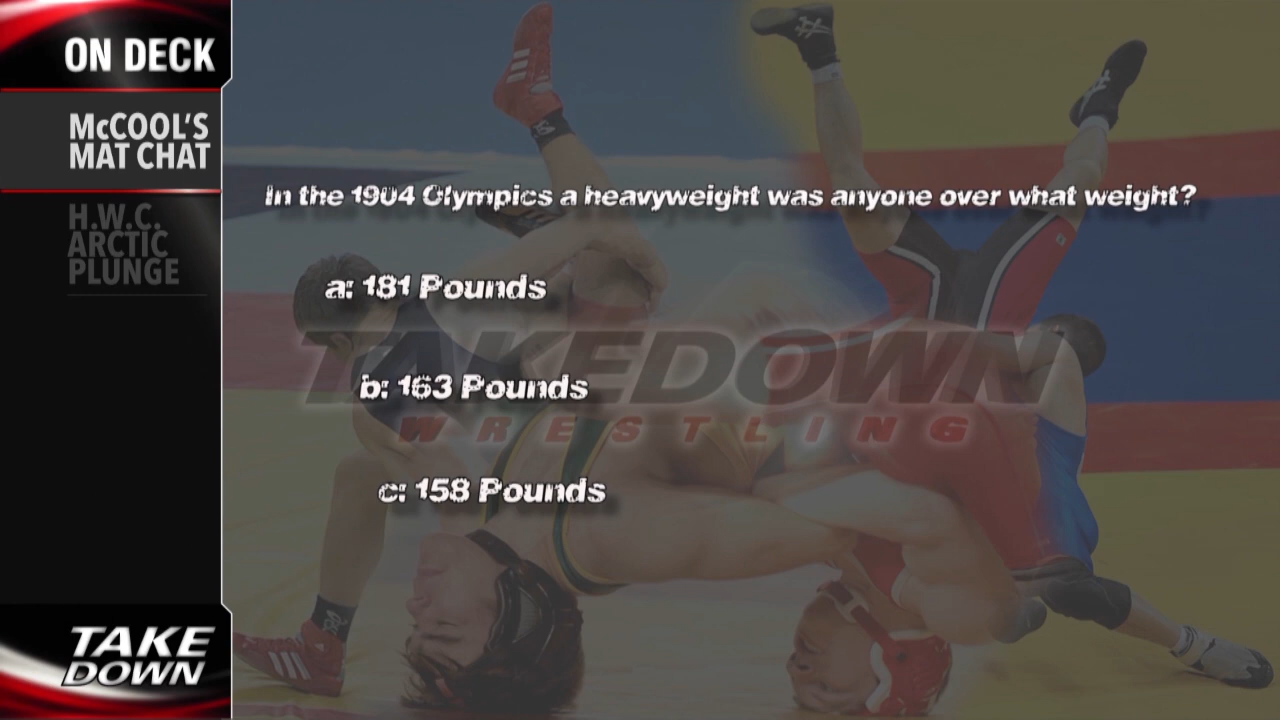 ON DECK
McCOOL'S
MAT CHAT
H.W.C.
ARCTIC
PLUNGE
In the 1904 Olympics a heavyweight was anyone over what weight?
a: 181 Pounds
b: 163 Pounds
c: 158 Pounds
TAKEDOWN
WRESTLING
TAKE
DOWN